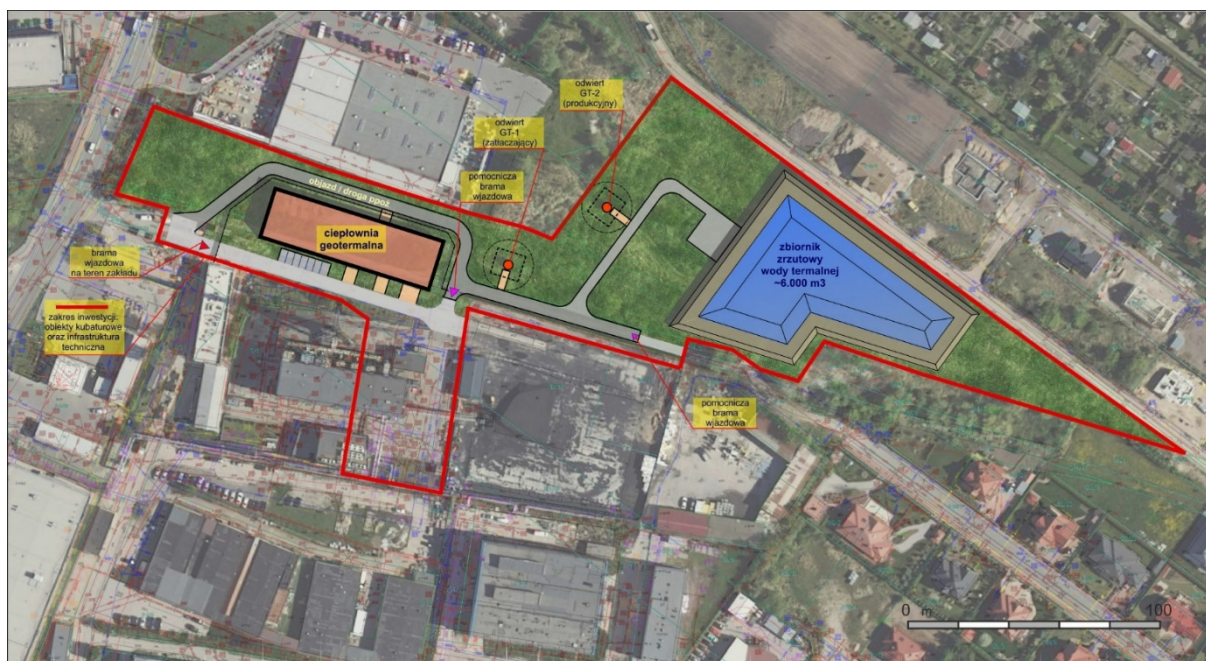 odwiert
GT-2
(produkcyjny)
odwiert
GT-1
(zatłaczający)
pomocnicza
brama
wjazdowa
objazd / droga ppoż
ciepłownia
geotermalna
zbiornik
zrzutowy
wody termalnej
~6.000 m3
brama
wjazdowa
na teren zakładu
zakres inwestycji:
obiekty kubaturowe
oraz infrastruktura
techniczna
pomocnicza
brama
wjazdowa
0 m 100